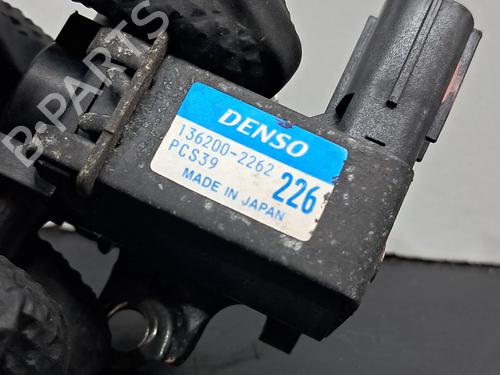 B-PARTS
DENSO
136200-2262
PCS39
226
MADE IN JAPAN